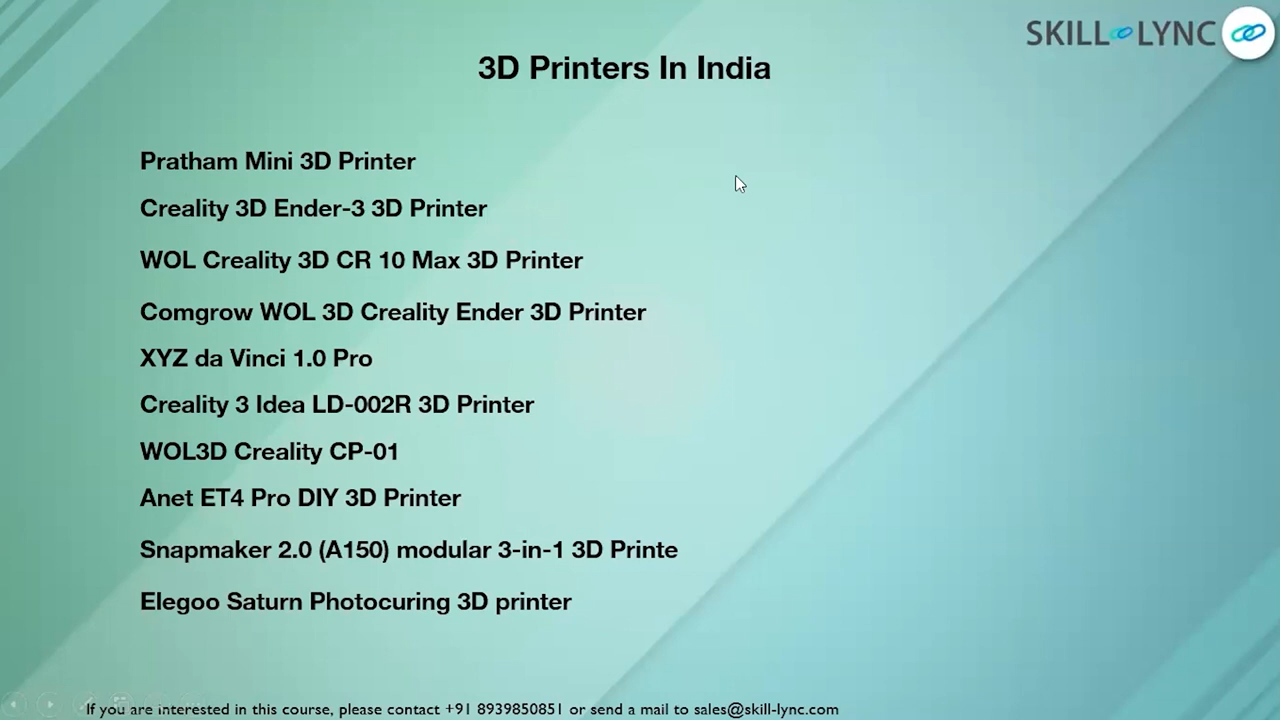 SKILL LYNC
3D Printers In India
Pratham Mini 3D Printer
Creality 3D Ender-3 3D Printer
WOL Creality 3D CR 10 Max 3D Printer
Comgrow WOL 3D Creality Ender 3D Printer
XYZ da Vinci 1.0 Pro
Creality 3 Idea LD-002R 3D Printer
WOL3D Creality CP-01
Anet ET4 Pro DIY 3D Printer
Snapmaker 2.0 (A150) modular 3-in-1 3D Printe
Elegoo Saturn Photocuring 3D printer
If you are interested in this course, please contact +91 8939850851 or send a mail to sales@skill-lync.com